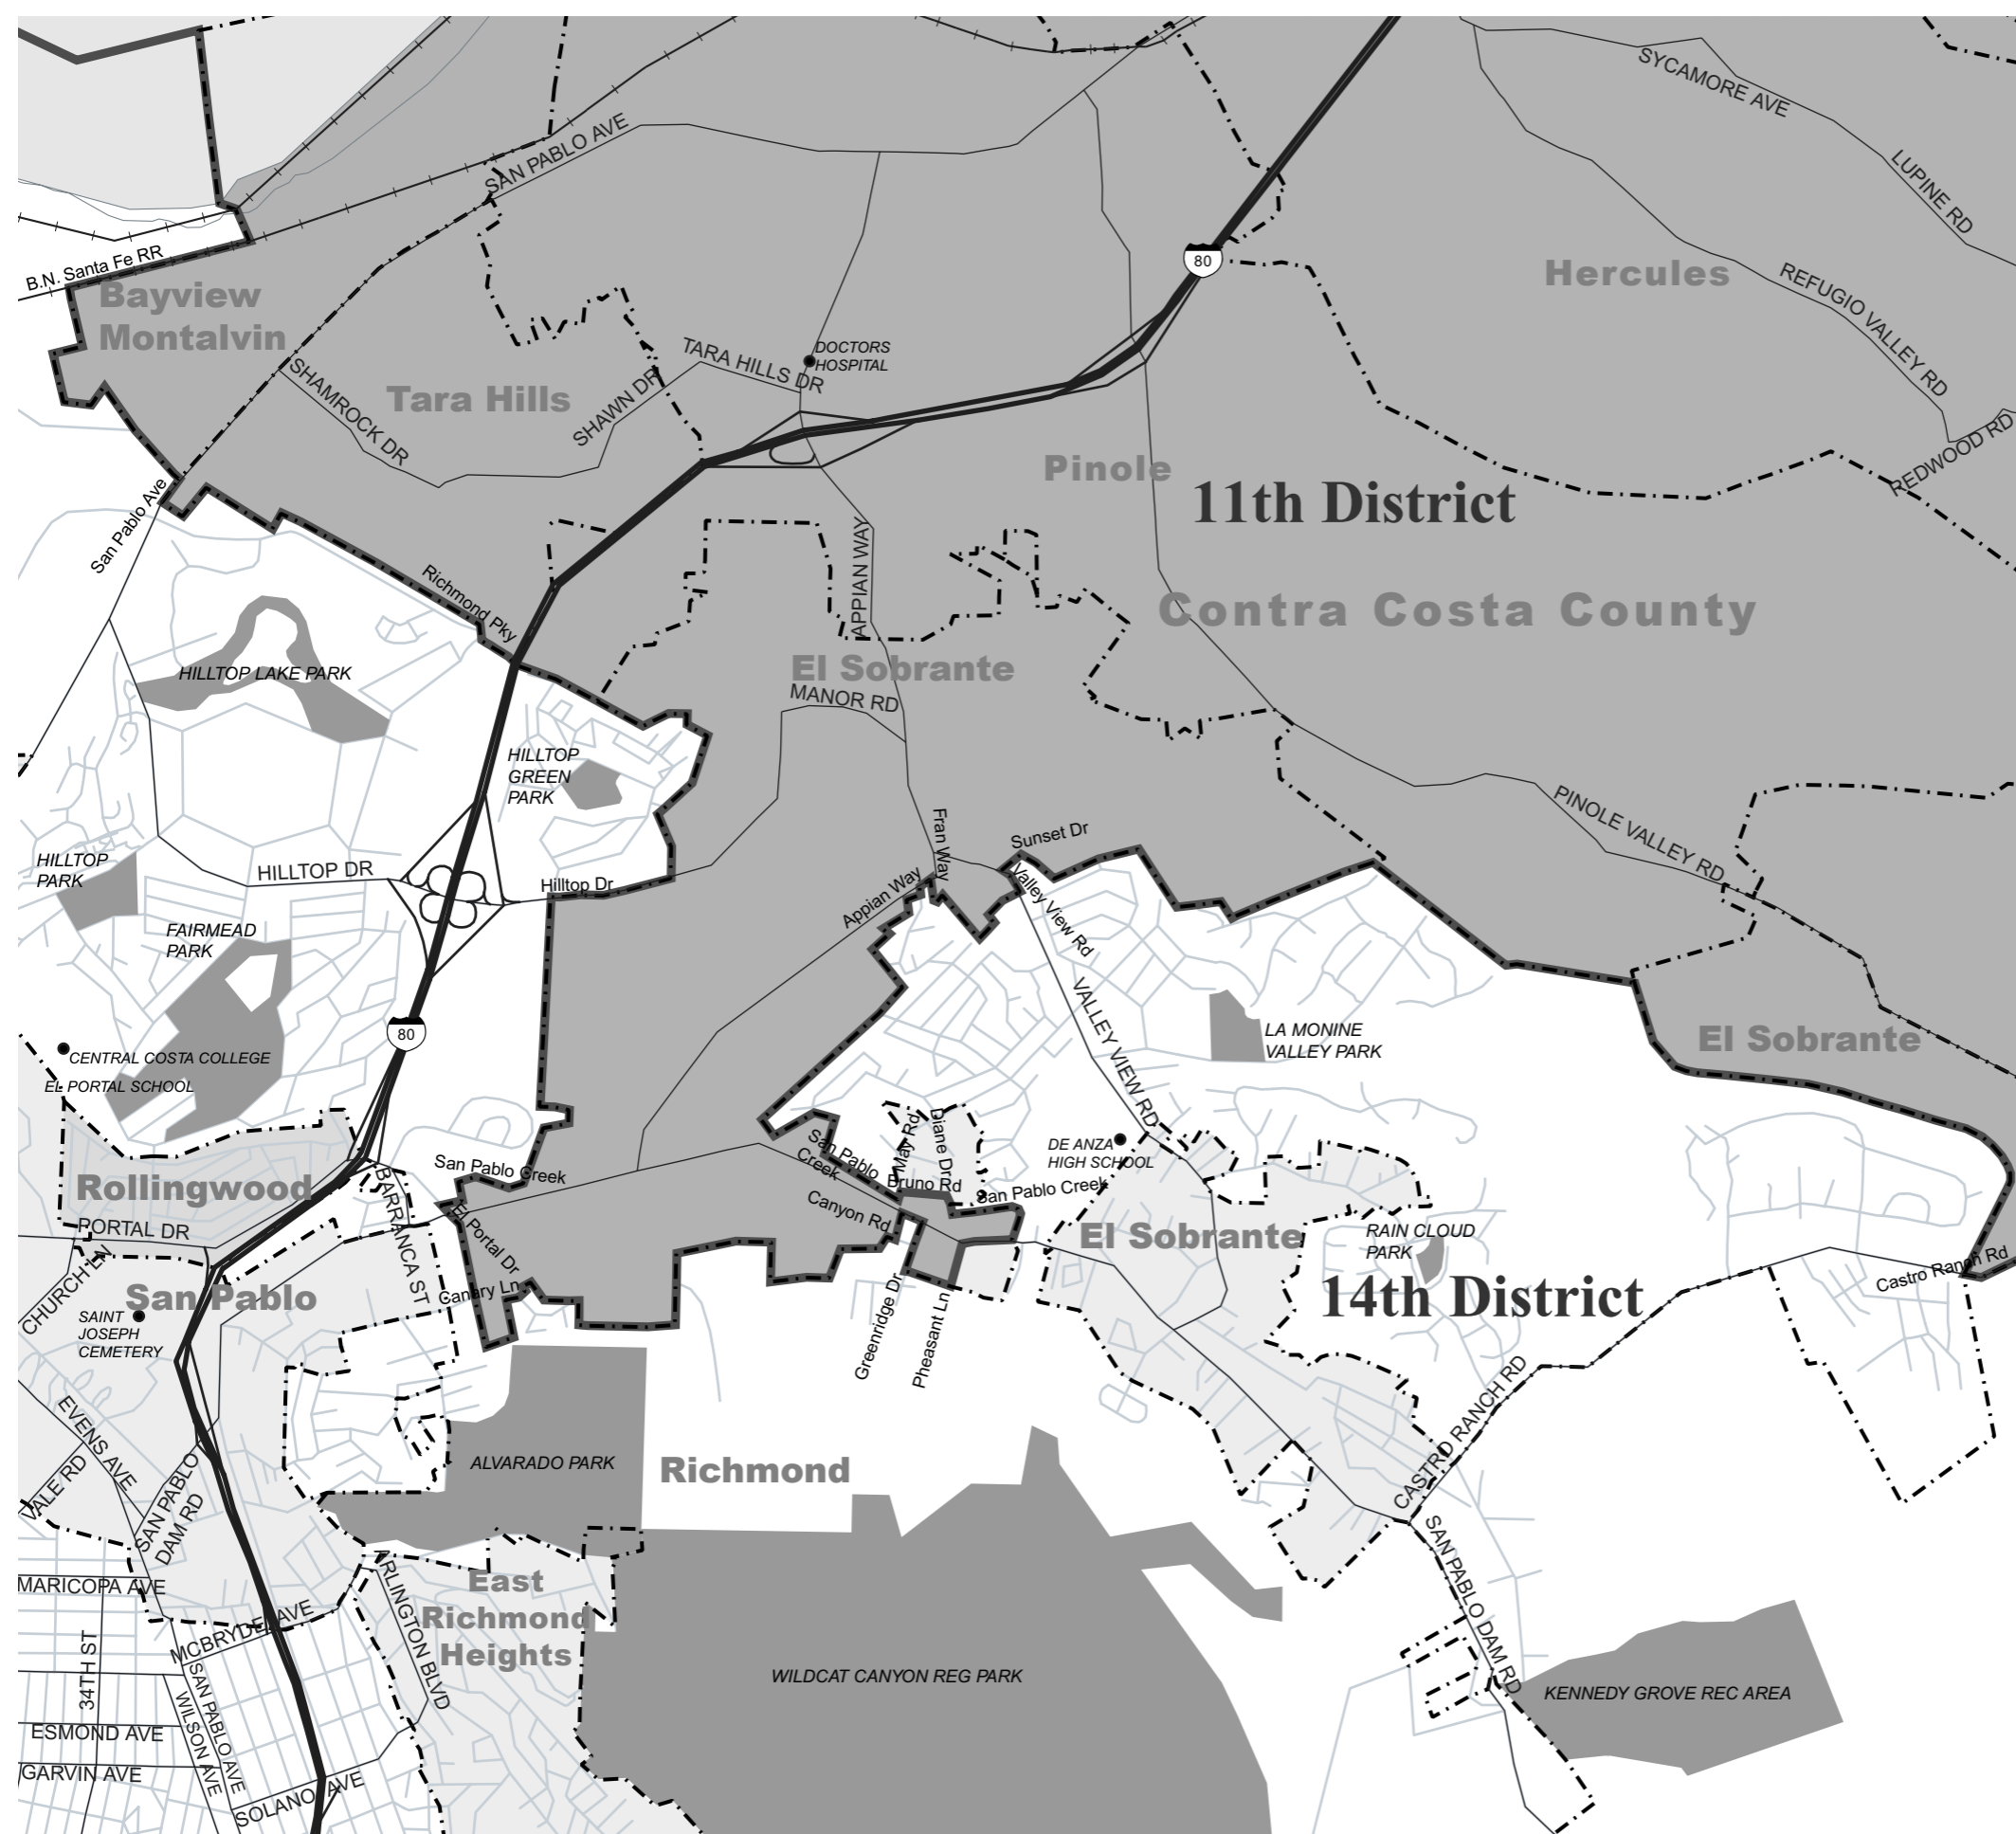 SYCAMORE AVE
SAN PABLO AVE
LUPINE RD
B.N. Santa Fe RR
80
Hercules
REFUGIO VALLEY RD
Bayview
Montalvin
TARA HILLS DR
DOCTORS
HOSPITAL
SHAMROCK DR
Tara Hills
SHAWN DR
REDWOOD RD
Pinole
11th District
San Pablo Ave
APPIAN WAY
Richmond Pky
Contra Costa County
HILLTOP LAKE PARK
El Sobrante
MANOR RD
HILLTOP
GREEN
PARK
PINOLE VALLEY RD
Fran Way
Sunset Dr
HILLTOP
PARK
HILLTOP DR
Hilltop Dr
Appian Way
Valley View Rd
FAIRMEAD
PARK
VALLEY VIEW RD
80
LA MONINE
VALLEY PARK
El Sobrante
CENTRAL COSTA COLLEGE
EL PORTAL SCHOOL
May Rd
Diane Dr
DE ANZA
HIGH SCHOOL
San Pablo
Creek
San Pablo Creek
Rollingwood
BARRANCA ST
Bruno Rd
San Pablo Creek
Canyon Rd
PORTAL DR
El Portal Dr
El Sobrante
RAIN CLOUD
PARK
CHURCH LN
San Pablo
Canary Ln
14th District
Castro Ranch Rd
SAINT
JOSEPH
CEMETERY
Greenridge Dr
Pheasant Ln
EVENS AVE
CASTRO RANCH RD
VALE RD
SAN PABLO
DAM RD
ALVARADO PARK
Richmond
SAN PABLO DAM RD
MARICOPA AVE
ARLINGTON BLVD
East
Richmond
Heights
MCBRYDE AVE
34TH ST
SAN PABLO AVE
WILSON AVE
WILDCAT CANYON REG PARK
KENNEDY GROVE REC AREA
ESMOND AVE
GARVIN AVE
SOLANO AVE